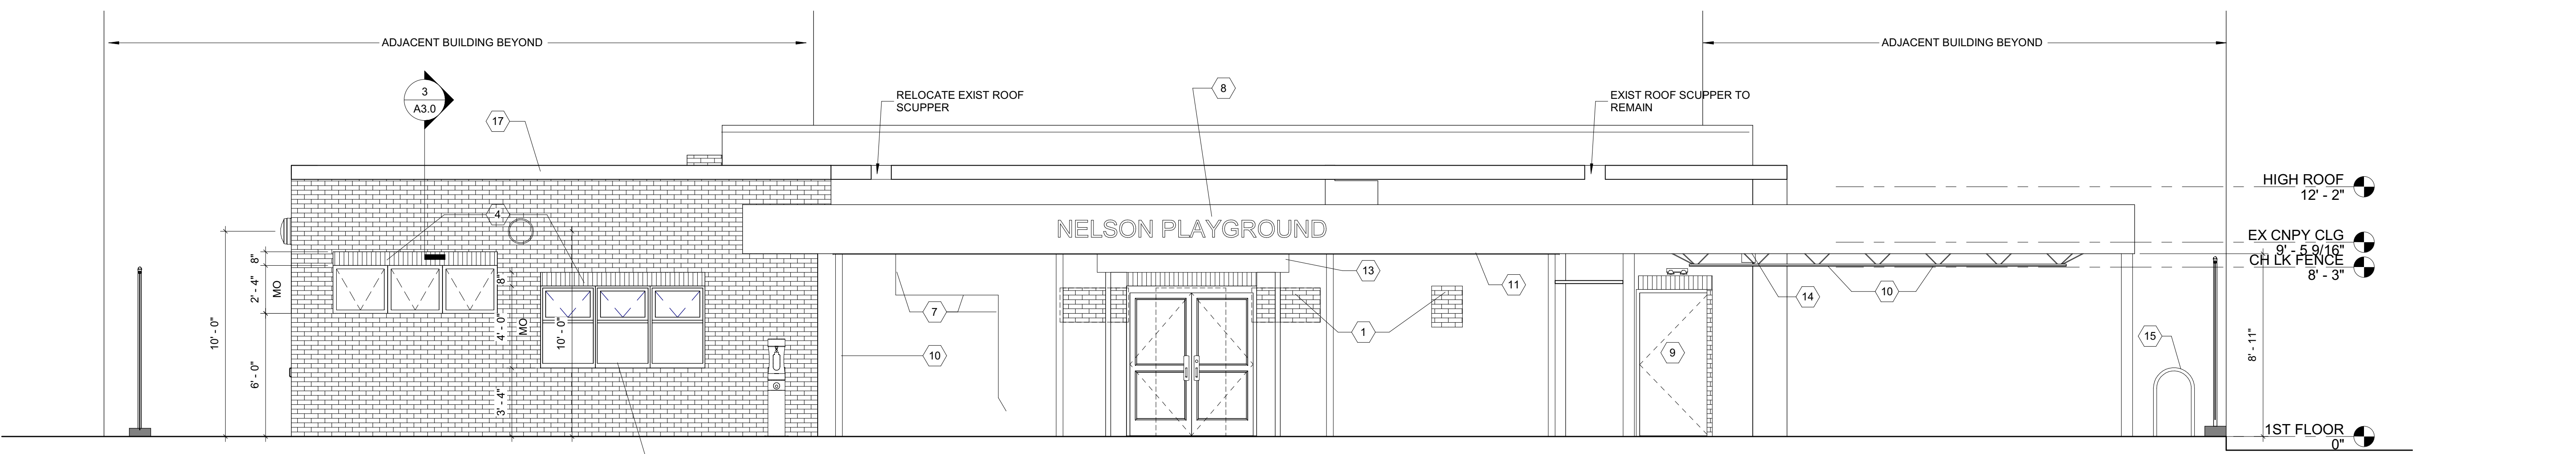 ADJACENT BUILDING BEYOND
ADJACENT BUILDING BEYOND
3
A3.0
17
RELOCATE EXIST ROOF
SCUPPER
8
EXIST ROOF SCUPPER TO
REMAIN
HIGH ROOF
12' - 2"
4
NELSON PLAYGROUND
EX CNPY CLG
9' - 5 9/16"
CH LK FENCE
8' - 3"
8"
2' - 4"
MO
10' - 0"
6' - 0"
8"
4' - 0"
MO
10' - 0"
3' - 4"
7
10
13
1
11
9
14
10
15
8' - 11"
1ST FLOOR
0"